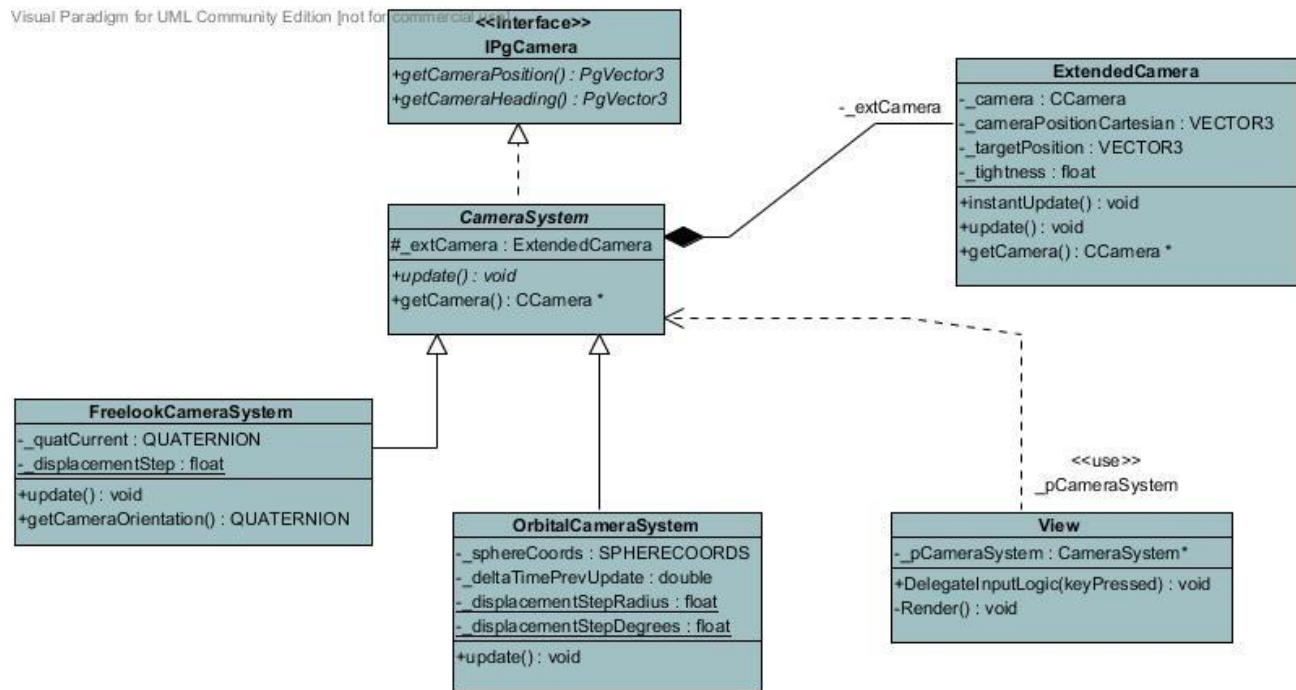 Visual Paradigm for UML Community Edition [not for commercial use]
<<interface>>
IPgCamera
+getCameraPosition() : PgVector3
+getCameraHeading() : PgVector3
ExtendedCamera
-_camera : CCamera
-_cameraPositionCartesian : VECTOR3
-_targetPosition : VECTOR3
-_tightness : float
+instantUpdate() : void
+update() : void
+getCamera() : CCamera *
-_extCamera
CameraSystem
#_extCamera : ExtendedCamera
+update() : void
+getCamera() : CCamera *
FreelookCameraSystem
-_quatCurrent : QUATERNION
-_displacementStep : float
+update() : void
+getCameraOrientation() : QUATERNION
OrbitalCameraSystem
-_sphereCoords : SPHERECOORDS
-_deltaTimePrevUpdate : double
-_displacementStepRadius : float
-_displacementStepDegrees : float
+update() : void
<<use>>
_pCameraSystem
View
-_pCameraSystem : CameraSystem*
+DelegateInputLogic(keyPressed) : void
-Render() : void